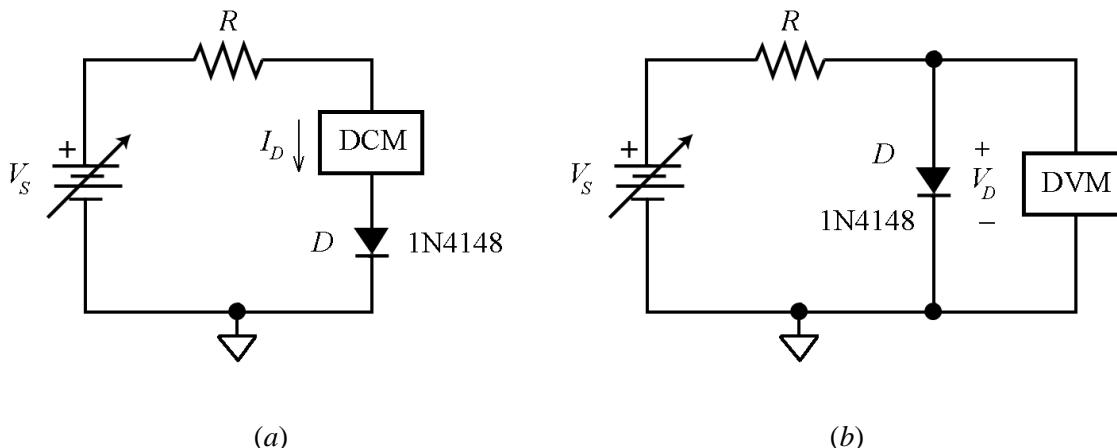 R
I_D
DCM
+
V_S
D
1N4148
(a)
R
+
V_S
D
1N4148
+
V_D
−
DVM
(b)